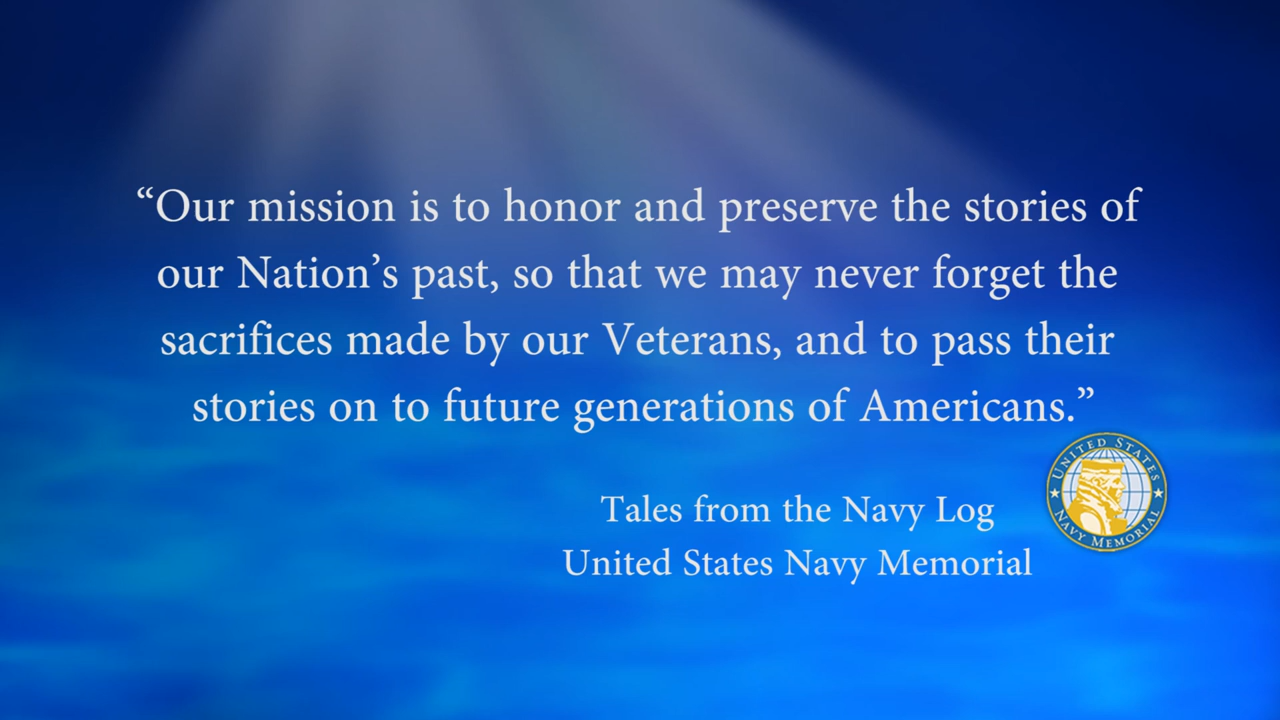 “Our mission is to honor and preserve the stories of
our Nation’s past, so that we may never forget the
sacrifices made by our Veterans, and to pass their
stories on to future generations of Americans.”
Tales from the Navy Log
United States Navy Memorial
UNITED STATES
NAVY MEMORIAL